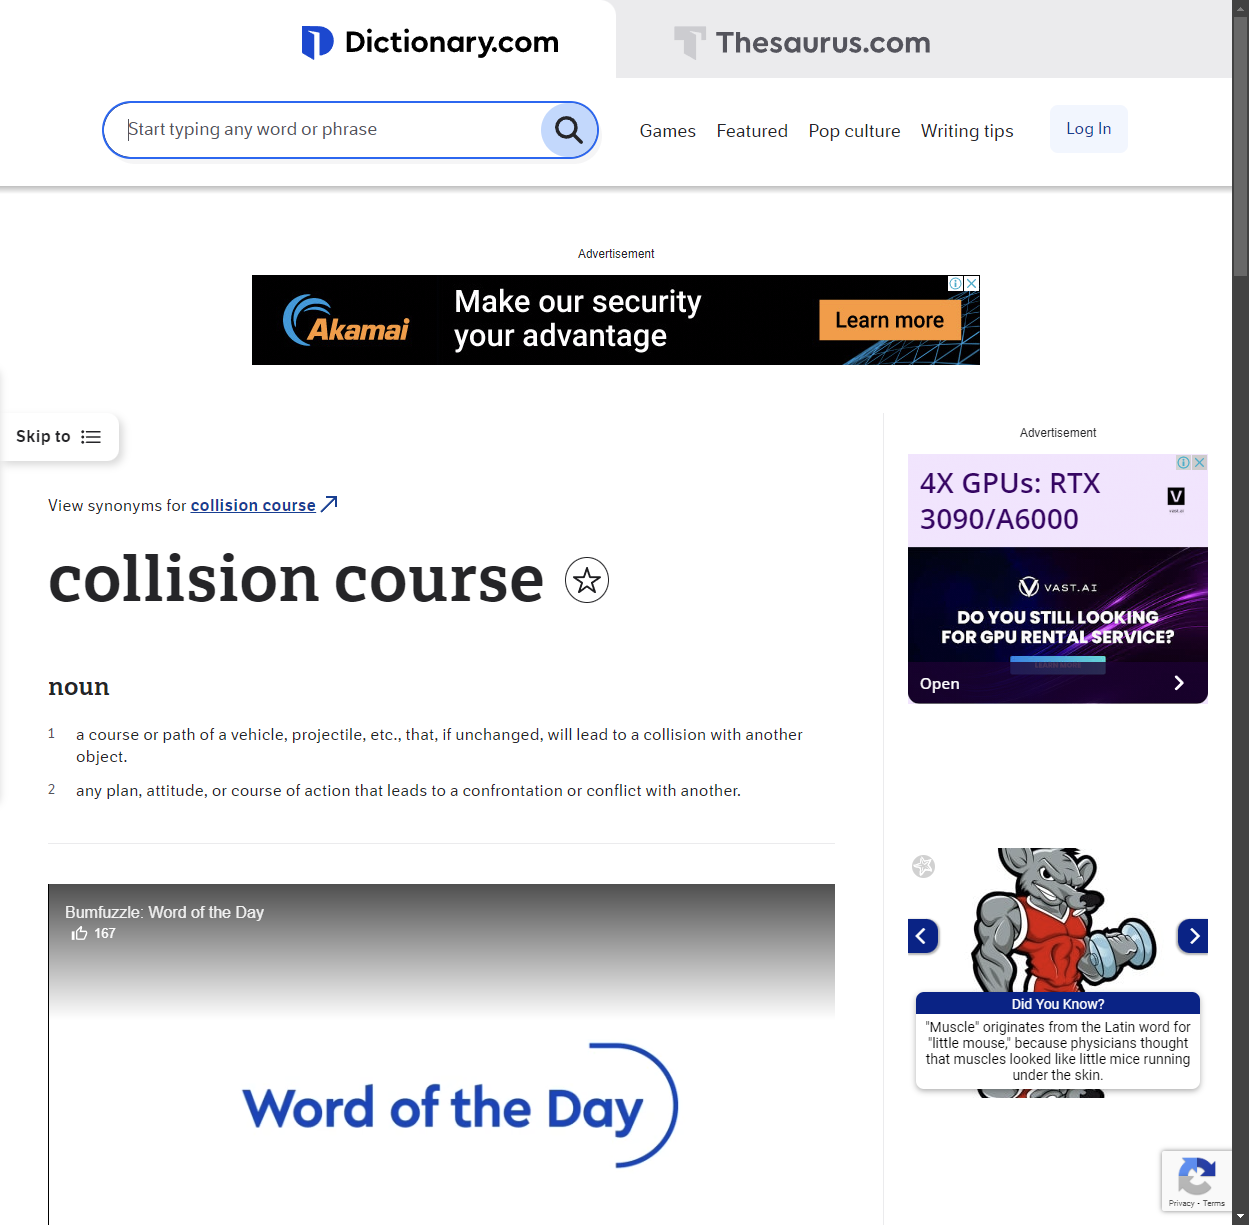 Dictionary.com
Thesaurus.com
Start typing any word or phrase
Games
Featured
Pop culture
Writing tips
Log In
Advertisement
Akamai
Make our security
your advantage
Learn more
Skip to
Advertisement
4X GPUs: RTX
3090/A6000
V
vast.ai
VAST.AI
DO YOU STILL LOOKING
FOR GPU RENTAL SERVICE?
LEARN MORE
Open
View synonyms for collision course
collision course
noun
1 a course or path of a vehicle, projectile, etc., that, if unchanged, will lead to a collision with another
object.
2 any plan, attitude, or course of action that leads to a confrontation or conflict with another.
Bumfuzzle: Word of the Day
167
Word of the Day
Did You Know?
"Muscle" originates from the Latin word for
"little mouse," because physicians thought
that muscles looked like little mice running
under the skin.
Privacy - Terms